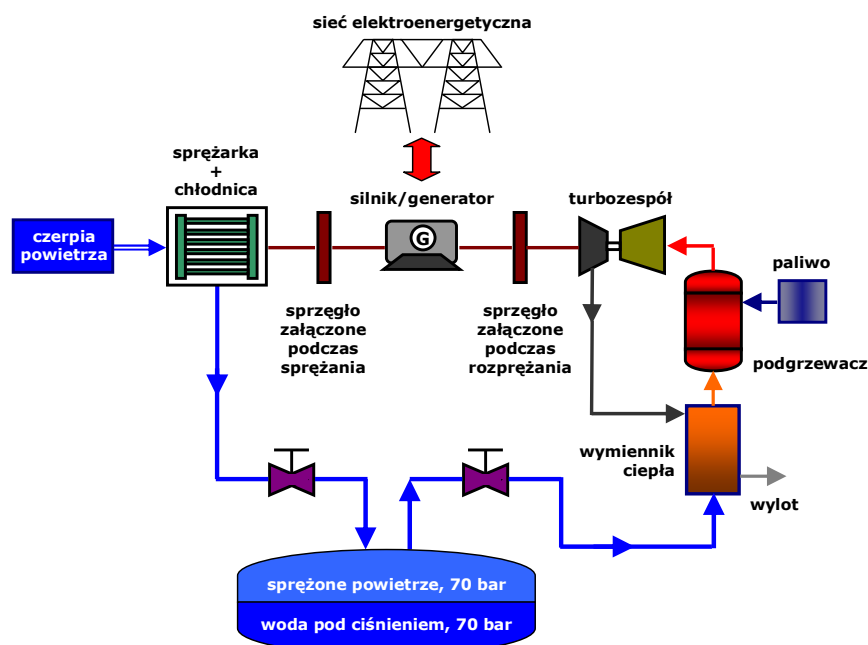 sieć elektroenergetyczna
sprężarka
+
chłodnica
silnik/generator
turbozespół
czerpia
powietrza
G
paliwo
sprzęgło
załączone
podczas
sprężania
sprzęgło
załączone
podczas
rozprężania
podgrzewacz
wymiennik
ciepła
wylot
sprężone powietrze, 70 bar
woda pod ciśnieniem, 70 bar